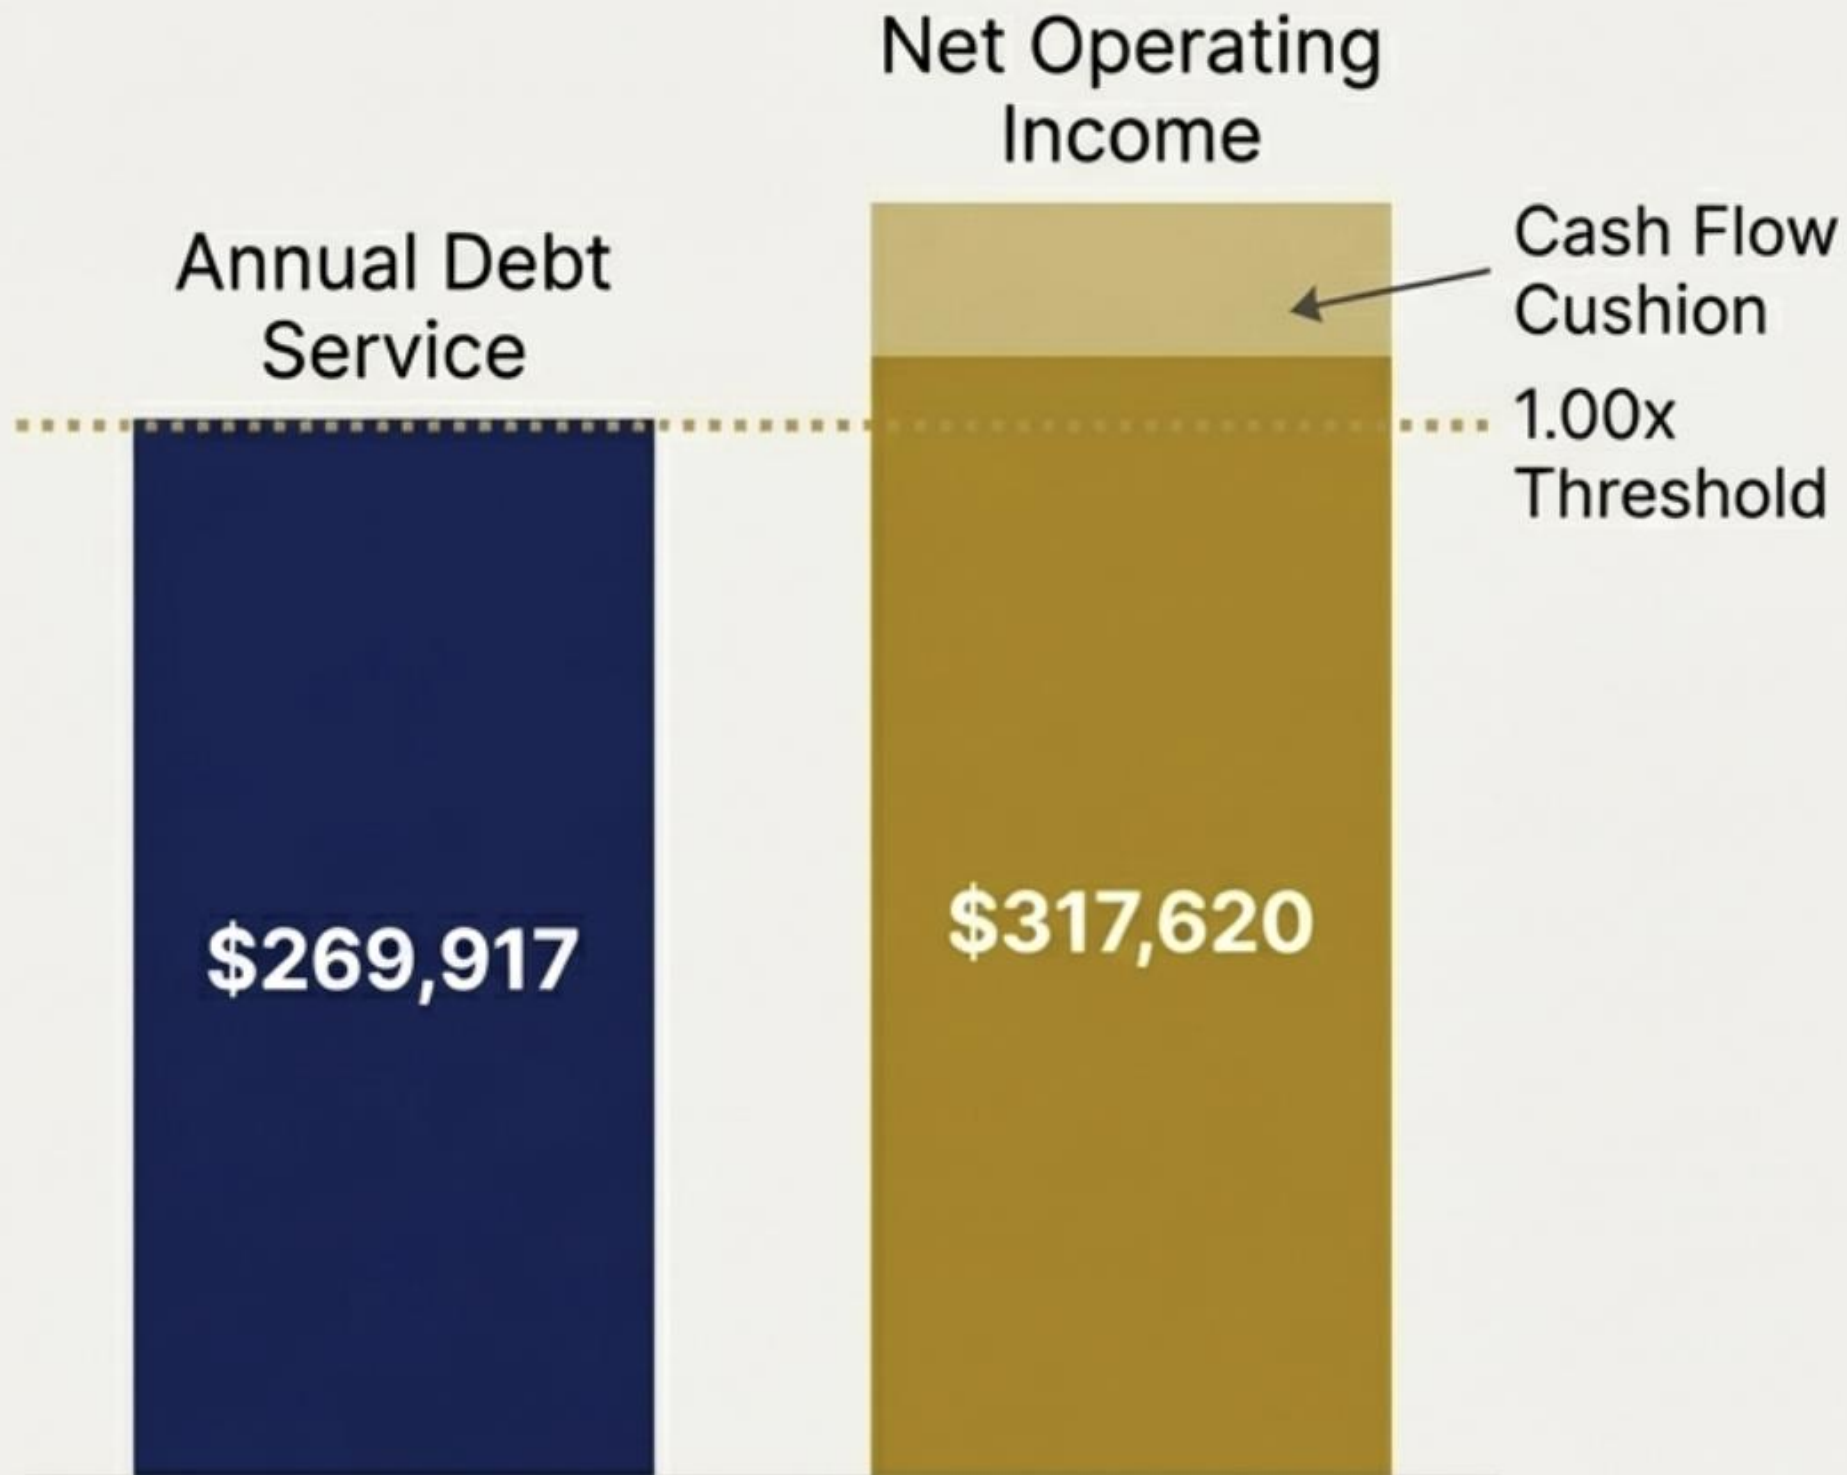 Net Operating
Income
Annual Debt
Service
Cash Flow
Cushion
1.00x
Threshold
$269,917
$317,620